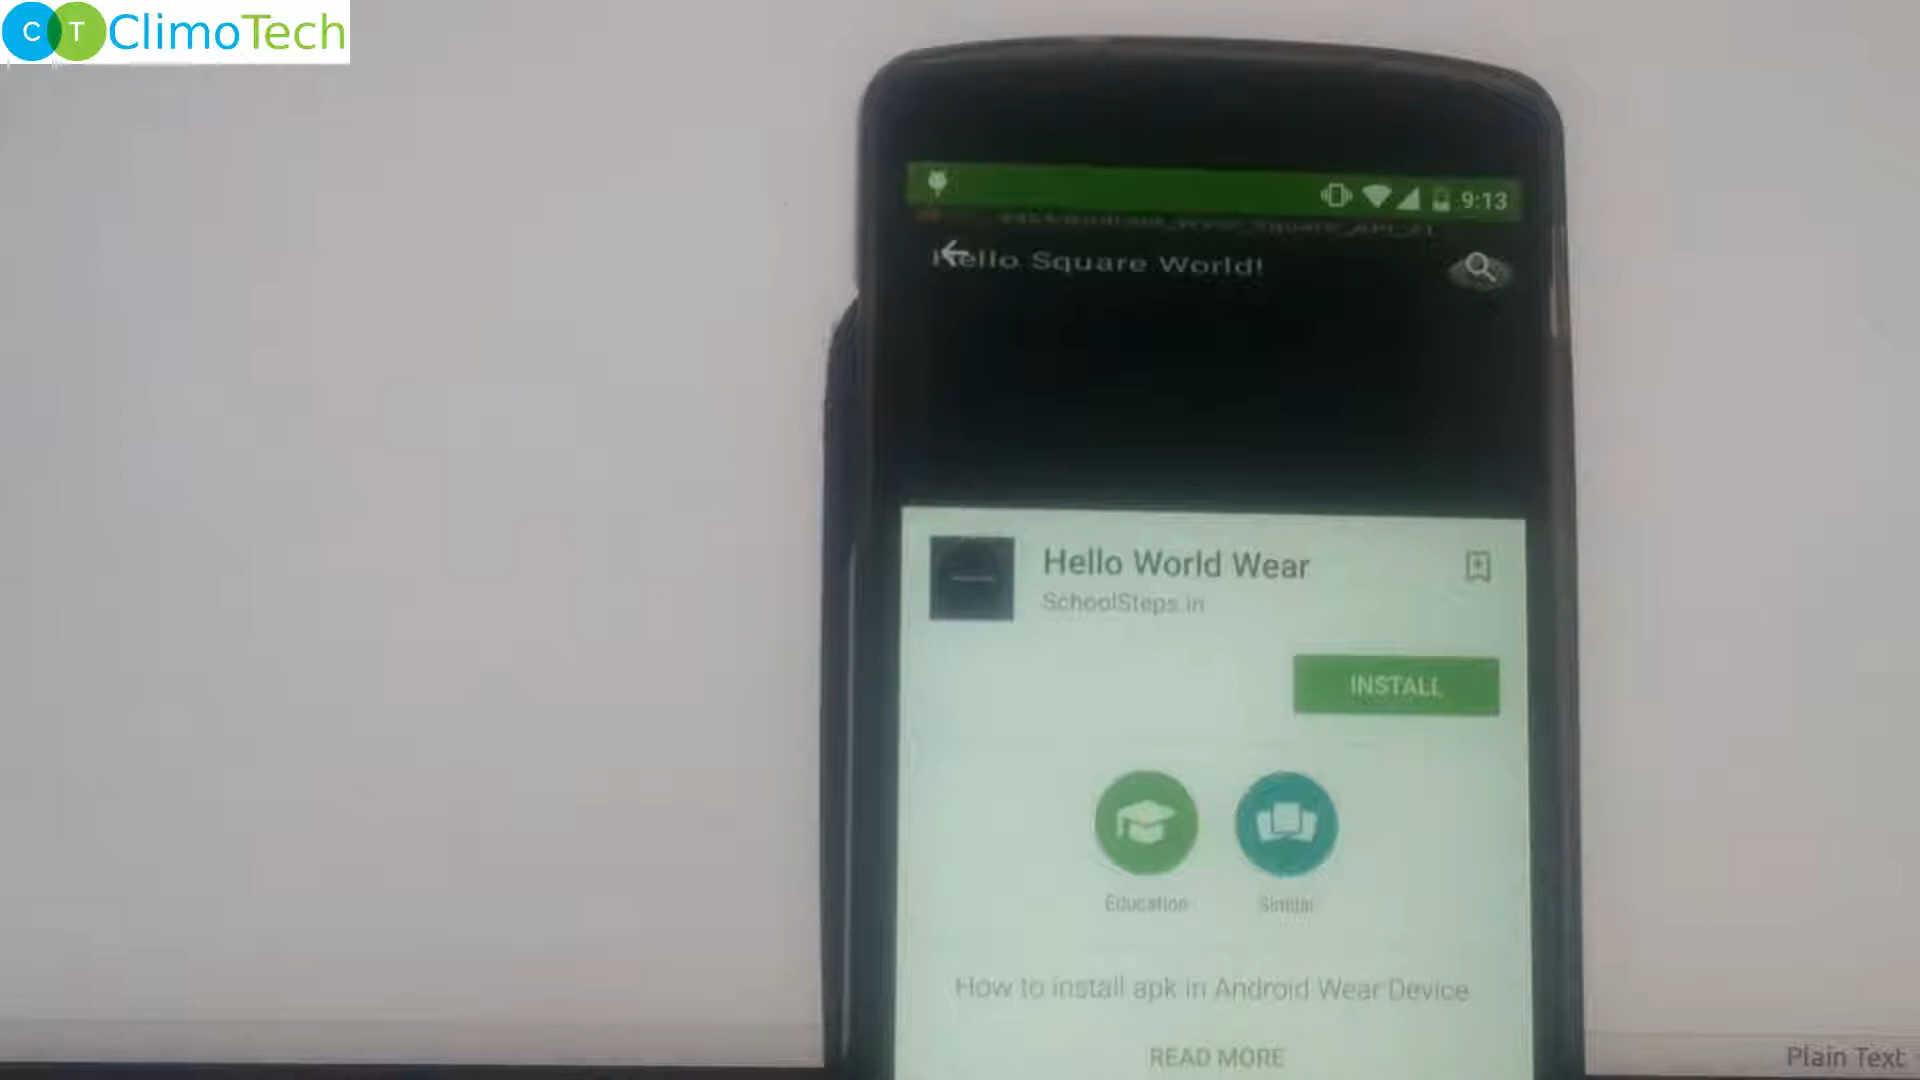 CT ClimoTech
9:13
Hello Square World!
Hello World Wear
SchoolSteps.in
INSTALL
Education
Similar
How to install apk in Android Wear Device
READ MORE
Plain Text